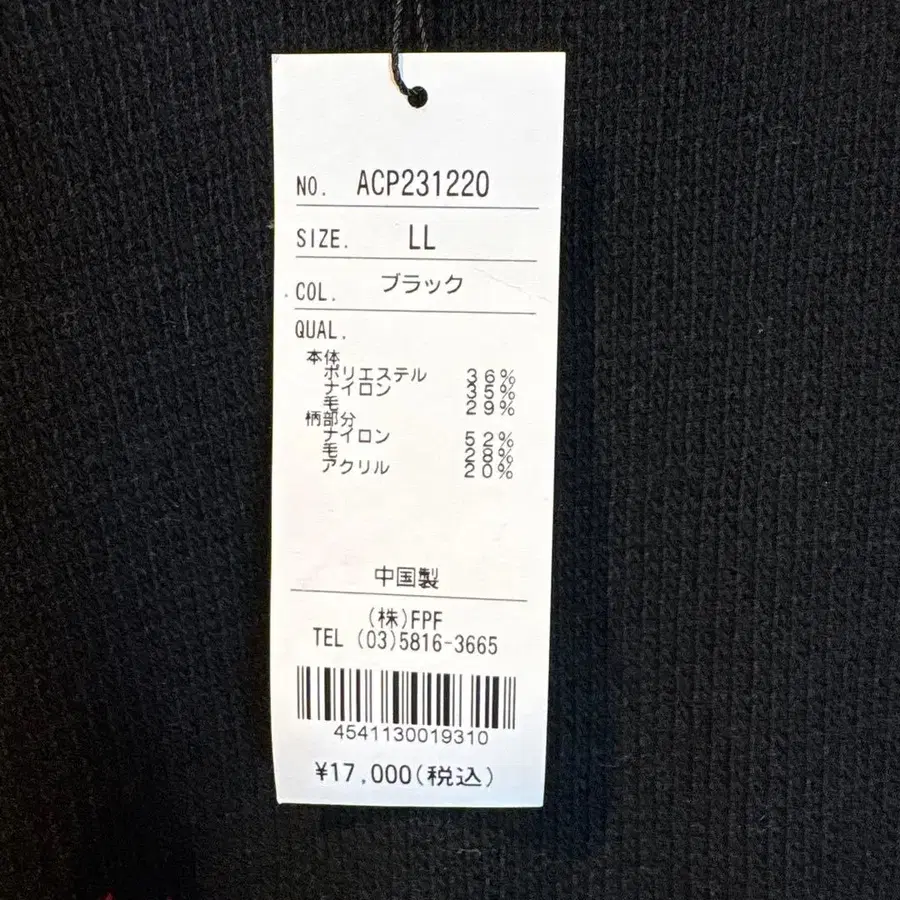 NO. ACP231220
SIZE. LL
COL. ブラック
QUAL.
本体
ポリエステル 36%
ナイロン 35%
毛 29%
柄部分
ナイロン 52%
毛 28%
アクリル 20%
中国製
(株)FPF
TEL (03)5816-3665
4541130019310
¥17,000(税込)